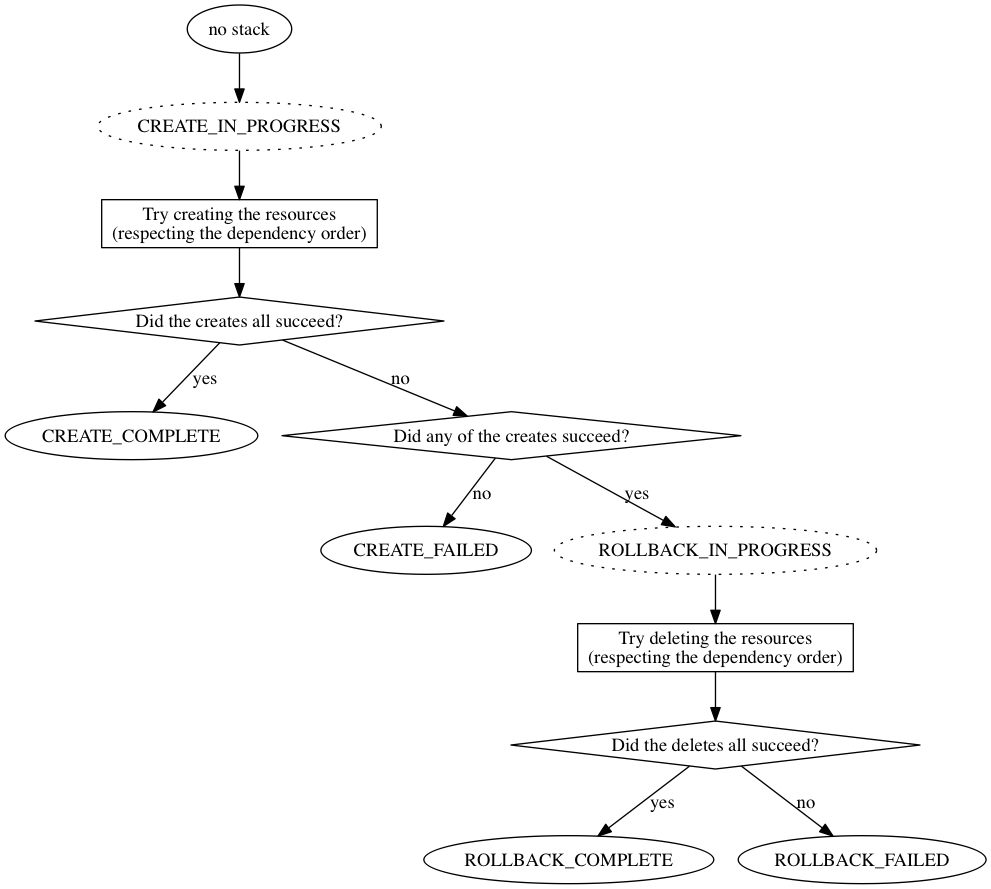 no stack
CREATE_IN_PROGRESS
Try creating the resources
(respecting the dependency order)
Did the creates all succeed?
yes
no
CREATE_COMPLETE
Did any of the creates succeed?
no
yes
CREATE_FAILED
ROLLBACK_IN_PROGRESS
Try deleting the resources
(respecting the dependency order)
Did the deletes all succeed?
yes
no
ROLLBACK_COMPLETE
ROLLBACK_FAILED